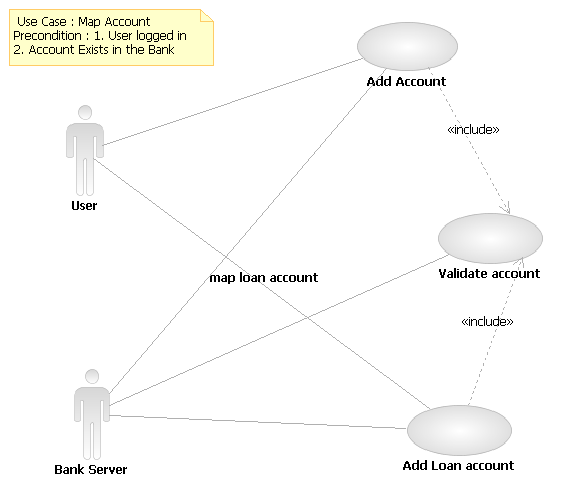 Use Case : Map Account
Precondition : 1. User logged in
2. Account Exists in the Bank
Add Account
«include»
User
Validate account
map loan account
«include»
Bank Server
Add Loan account